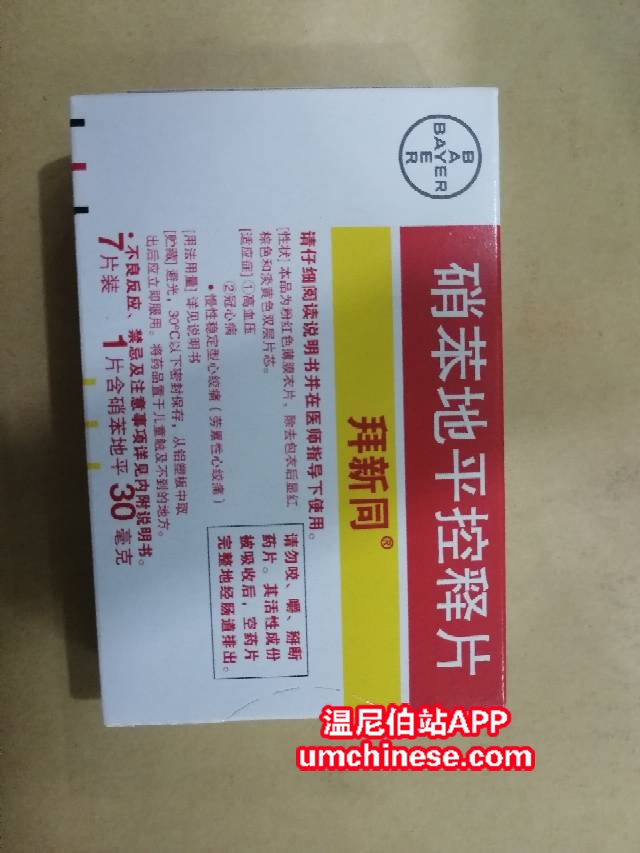 BAYER
BAYER
硝苯地平控释片
拜新同®
请仔细阅读说明书并在医师指导下使用。
[性状] 本品为粉红色薄膜衣片，除去包衣后显红
棕色和淡黄色双层片芯。
[适应症] ①高血压
②冠心病
• 慢性稳定型心绞痛（劳累性心绞痛）
[用法用量] 详见说明书
[贮藏] 避光，30℃以下密封保存，从铝塑板中取
出后应立即服用。将药品置于儿童触及不到的地方。
• 不良反应、禁忌及注意事项详见内附说明书。
7片装 1片含硝苯地平30毫克
请勿咬、嚼、掰断
药片。其活性成份
被吸收后，空药片
完整地经肠道排出。
温尼伯站APP
umchinese.com